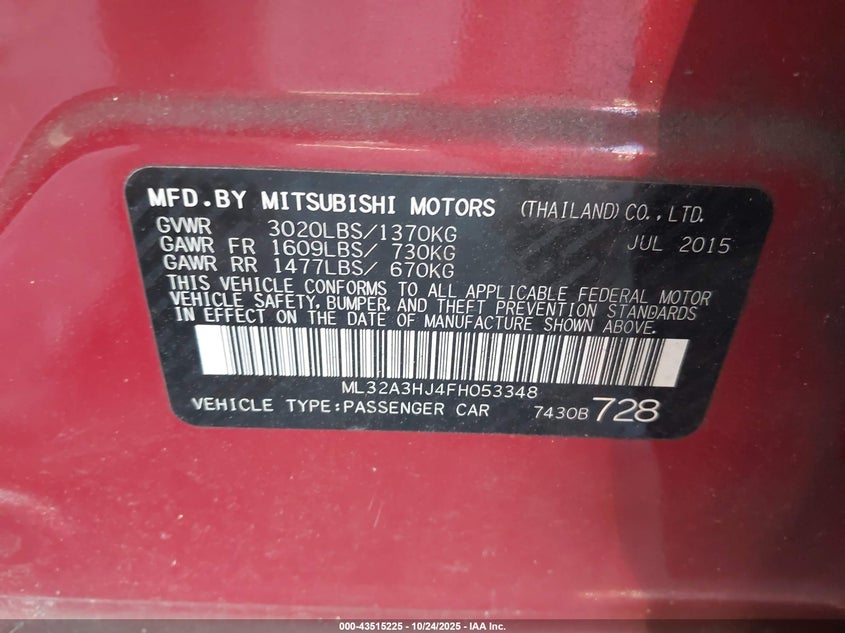 MFD.BY MITSUBISHI MOTORS (THAILAND) CO., LTD.
GVWR 3020LBS/1370KG JUL 2015
GAWR FR 1609LBS/ 730KG
GAWR RR 1477LBS/ 670KG
THIS VEHICLE CONFORMS TO ALL APPLICABLE FEDERAL MOTOR
VEHICLE SAFETY, BUMPER, AND THEFT PREVENTION STANDARDS
IN EFFECT ON THE DATE OF MANUFACTURE SHOWN ABOVE.
ML32A3HJ4FH053348
VEHICLE TYPE:PASSENGER CAR 7430B 728
000-43515225 - 10/24/2025 - IAA Inc.